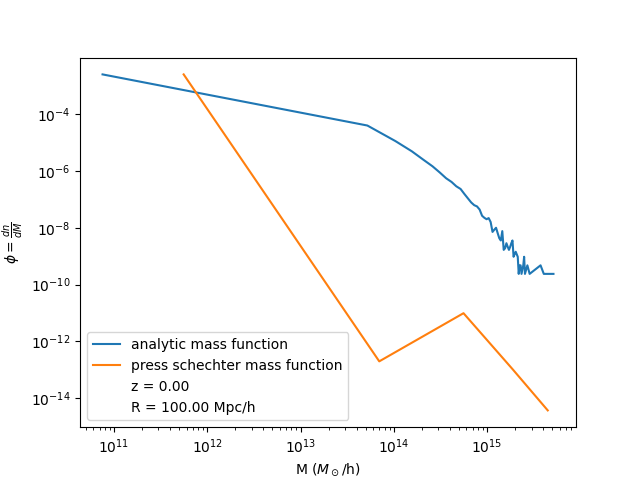 10⁻⁴
10⁻⁶
10⁻⁸
10⁻¹⁰
10⁻¹²
10⁻¹⁴
ϕ = dn/dM
analytic mass function
press schechter mass function
z = 0.00
R = 100.00 Mpc/h
10¹¹ 10¹² 10¹³ 10¹⁴ 10¹⁵
M (M☉/h)